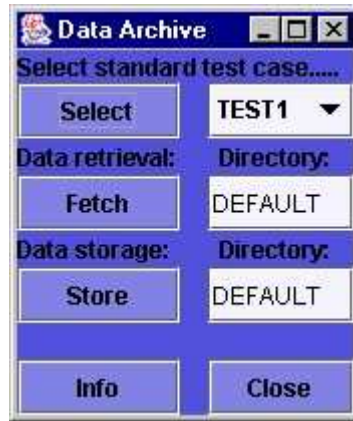 Data Archive
Select standard test case.....
Select TEST1
Data retrieval: Directory:
Fetch DEFAULT
Data storage: Directory:
Store DEFAULT
Info Close